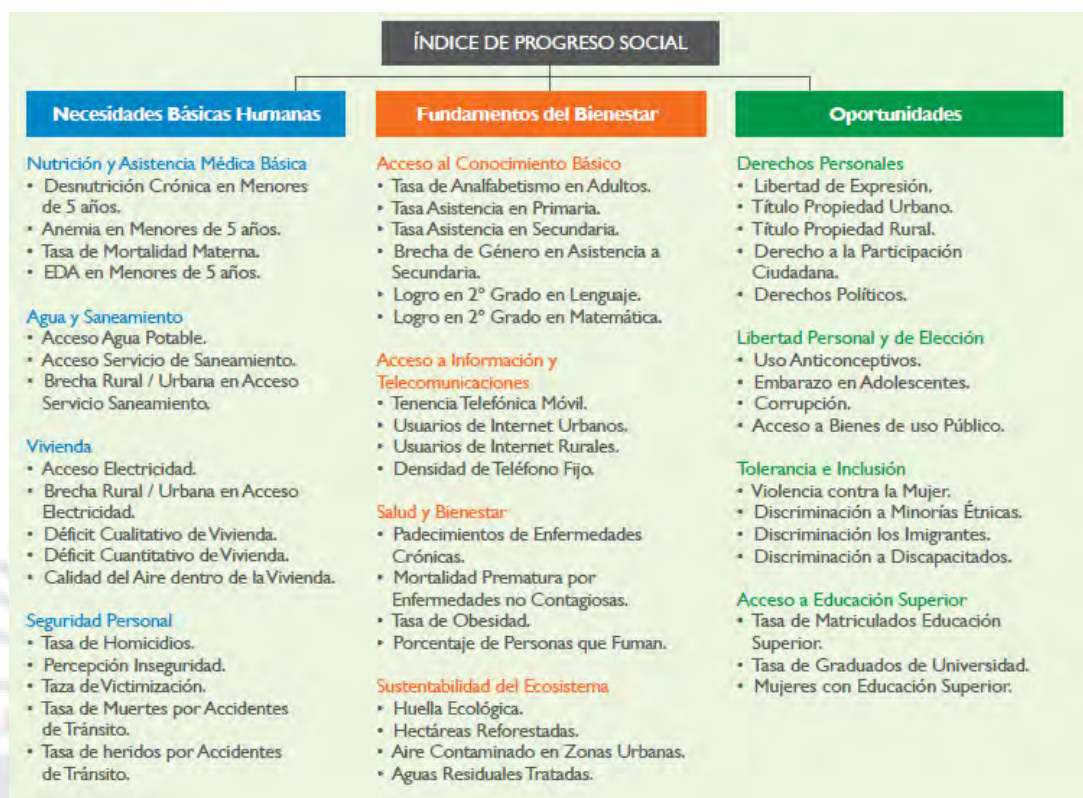 ÍNDICE DE PROGRESO SOCIAL
Necesidades Básicas Humanas
Nutrición y Asistencia Médica Básica
• Desnutrición Crónica en Menores
de 5 años.
• Anemia en Menores de 5 años.
• Tasa de Mortalidad Materna.
• EDA en Menores de 5 años.
Agua y Saneamiento
• Acceso Agua Potable.
• Acceso Servicio de Saneamiento.
• Brecha Rural / Urbana en Acceso
Servicio Saneamiento.
Vivienda
• Acceso Electricidad.
• Brecha Rural / Urbana en Acceso
Electricidad.
• Déficit Cualitativo de Vivienda.
• Déficit Cuantitativo de Vivienda.
• Calidad del Aire dentro de la Vivienda.
Seguridad Personal
• Tasa de Homicidios.
• Percepción Inseguridad.
• Taza de Victimización.
• Tasa de Muertes por Accidentes
de Tránsito.
• Tasa de heridos por Accidentes
de Tránsito.
Fundamentos del Bienestar
Acceso al Conocimiento Básico
• Tasa de Analfabetismo en Adultos.
• Tasa Asistencia en Primaria.
• Tasa Asistencia en Secundaria.
• Brecha de Género en Asistencia a
Secundaria.
• Logro en 2º Grado en Lenguaje.
• Logro en 2º Grado en Matemática.
Acceso a Información y
Telecomunicaciones
• Tenencia Telefónica Móvil.
• Usuarios de Internet Urbanos.
• Usuarios de Internet Rurales.
• Densidad de Teléfono Fijo.
Salud y Bienestar
• Padecimientos de Enfermedades
Crónicas.
• Mortalidad Prematura por
Enfermedades no Contagiosas.
• Tasa de Obesidad.
• Porcentaje de Personas que Fuman.
Sustentabilidad del Ecosistema
• Huella Ecológica.
• Hectáreas Reforestadas.
• Aire Contaminado en Zonas Urbanas.
• Aguas Residuales Tratadas.
Oportunidades
Derechos Personales
• Libertad de Expresión.
• Título Propiedad Urbano.
• Título Propiedad Rural.
• Derecho a la Participación
Ciudadana.
• Derechos Políticos.
Libertad Personal y de Elección
• Uso Anticonceptivos.
• Embarazo en Adolescentes.
• Corrupción.
• Acceso a Bienes de uso Público.
Tolerancia e Inclusión
• Violencia contra la Mujer.
• Discriminación a Minorías Étnicas.
• Discriminación los Imigrantes.
• Discriminación a Discapacitados.
Acceso a Educación Superior
• Tasa de Matriculados Educación
Superior.
• Tasa de Graduados de Universidad.
• Mujeres con Educación Superior.